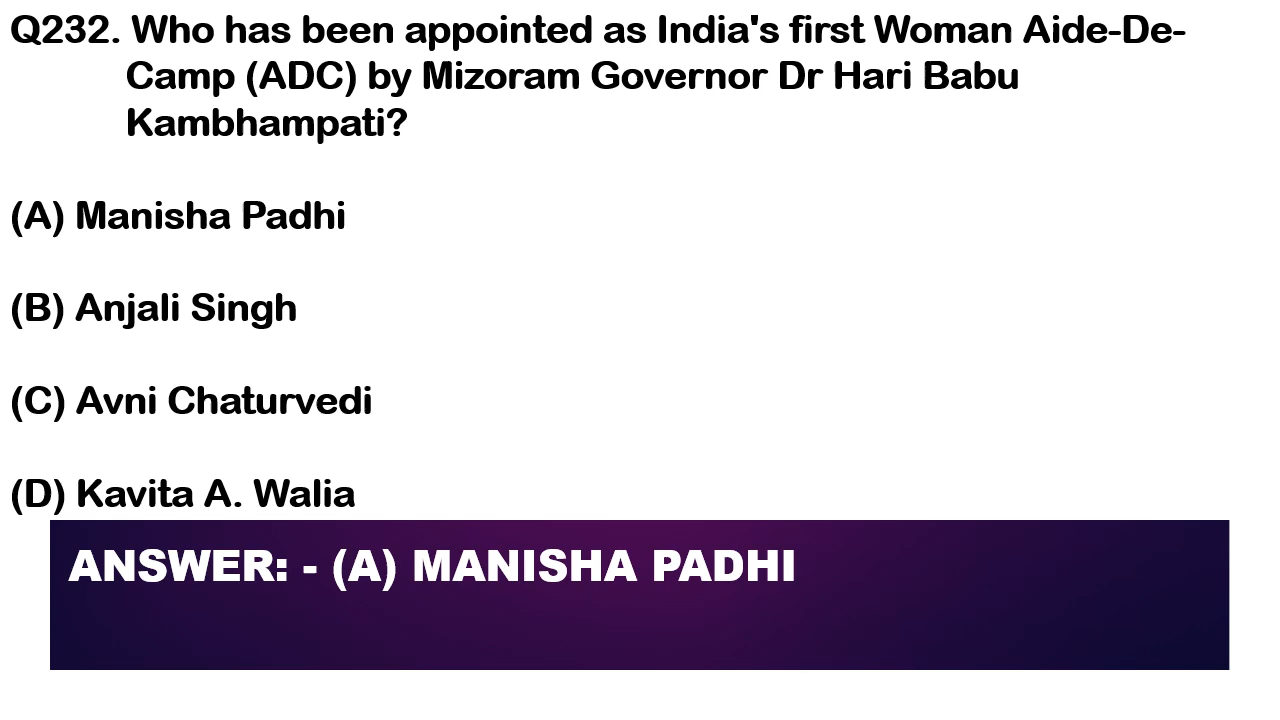 Q232. Who has been appointed as India's first Woman Aide-De-
Camp (ADC) by Mizoram Governor Dr Hari Babu
Kambhampati?
(A) Manisha Padhi
(B) Anjali Singh
(C) Avni Chaturvedi
(D) Kavita A. Walia
ANSWER: - (A) MANISHA PADHI